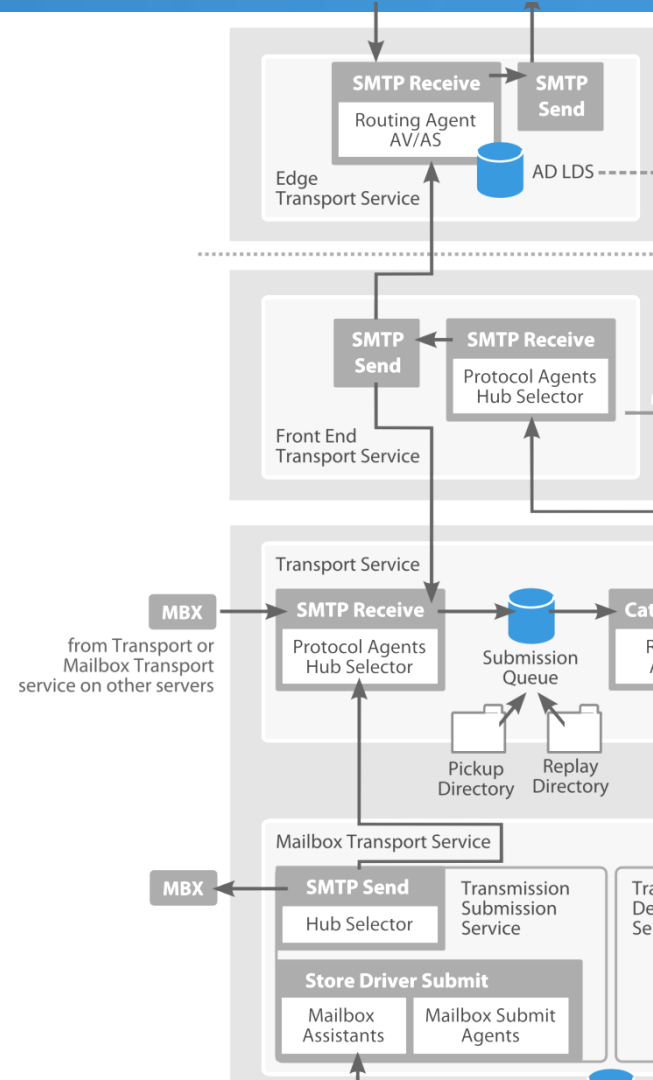 SMTP Receive
Routing Agent
AV/AS
SMTP
Send
AD LDS
Edge
Transport Service
SMTP
Send
SMTP Receive
Protocol Agents
Hub Selector
Front End
Transport Service
Transport Service
MBX
from Transport or
Mailbox Transport
service on other servers
SMTP Receive
Protocol Agents
Hub Selector
Submission
Queue
Pickup
Directory
Replay
Directory
Mailbox Transport Service
MBX
SMTP Send
Hub Selector
Transmission
Submission
Service
Store Driver Submit
Mailbox
Assistants
Mailbox Submit
Agents